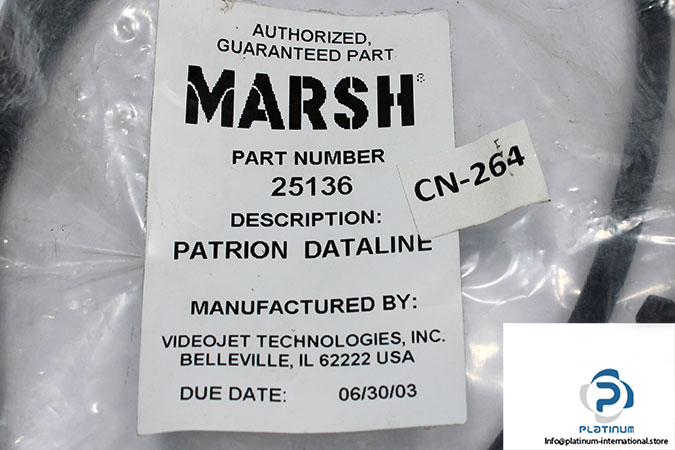 AUTHORIZED,
GUARANTEED PART
MARSH®
PART NUMBER
25136
DESCRIPTION:
PATRION DATALINE
MANUFACTURED BY:
VIDEOJET TECHNOLOGIES, INC.
BELLEVILLE, IL 62222 USA
DUE DATE: 06/30/03
CN-264
PLATINUM
Info@platinum-international.store